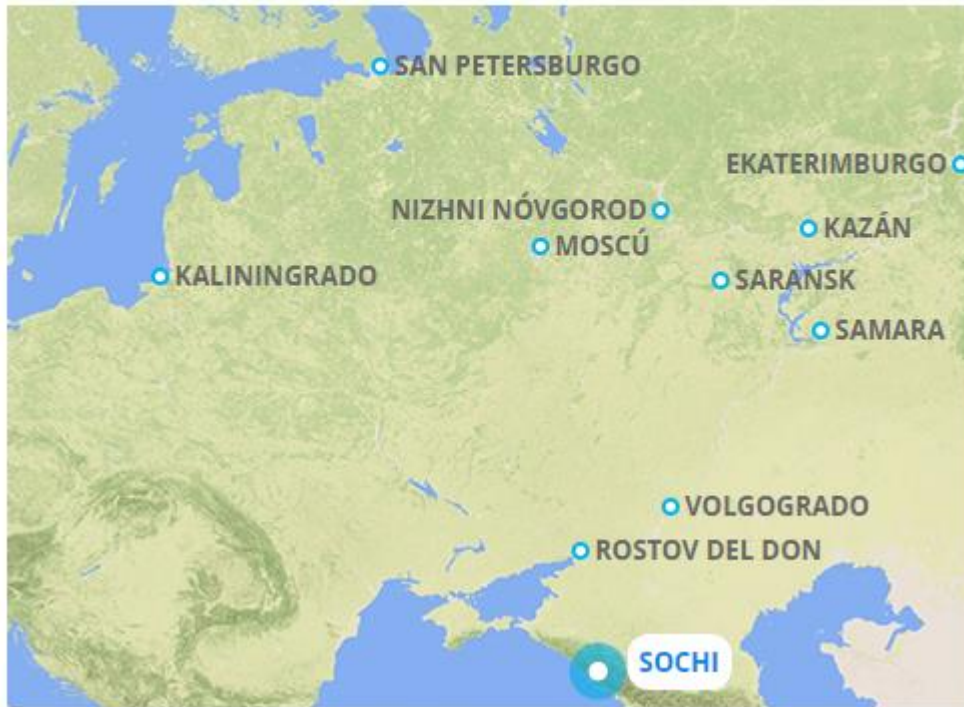 SAN PETERSBURGO
EKATERIMBURGO
NIZHNI NÓVGOROD
KAZÁN
MOSCÚ
KALININGRADO
SARANSK
SAMARA
VOLGOGRADO
ROSTOV DEL DON
SOCHI